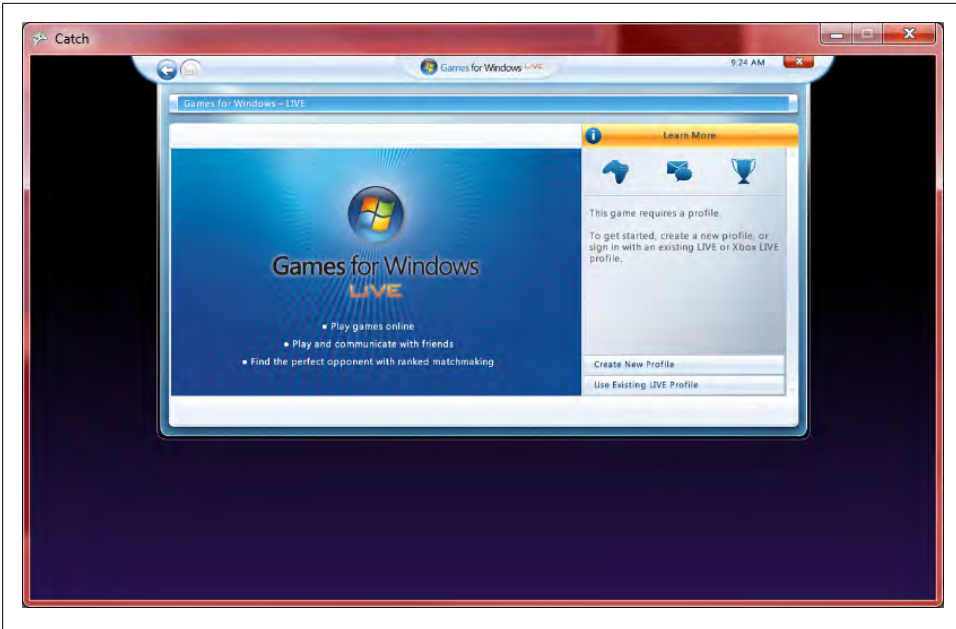 Catch
Games for Windows LIVE
9:24 AM
Games for Windows – LIVE
Learn More
Games for Windows
LIVE
• Play games online
• Play and communicate with friends
• Find the perfect opponent with ranked matchmaking
This game requires a profile.
To get started, create a new profile, or
sign in with an existing LIVE or Xbox LIVE
profile.
Create New Profile
Use Existing LIVE Profile